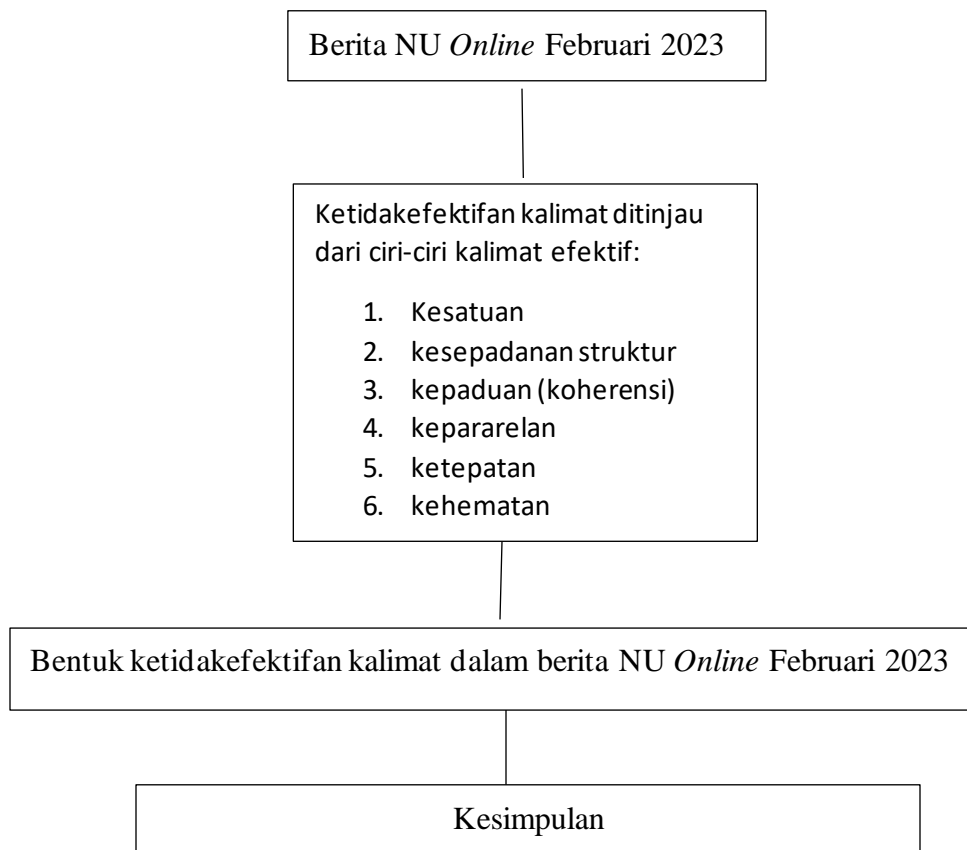 Berita NU Online Februari 2023
Ketidakefektifan kalimat ditinjau
dari ciri-ciri kalimat efektif:
1. Kesatuan
2. kesepadanan struktur
3. kepaduan (koherensi)
4. kepararelan
5. ketepatan
6. kehematan
Bentuk ketidakefektifan kalimat dalam berita NU Online Februari 2023
Kesimpulan